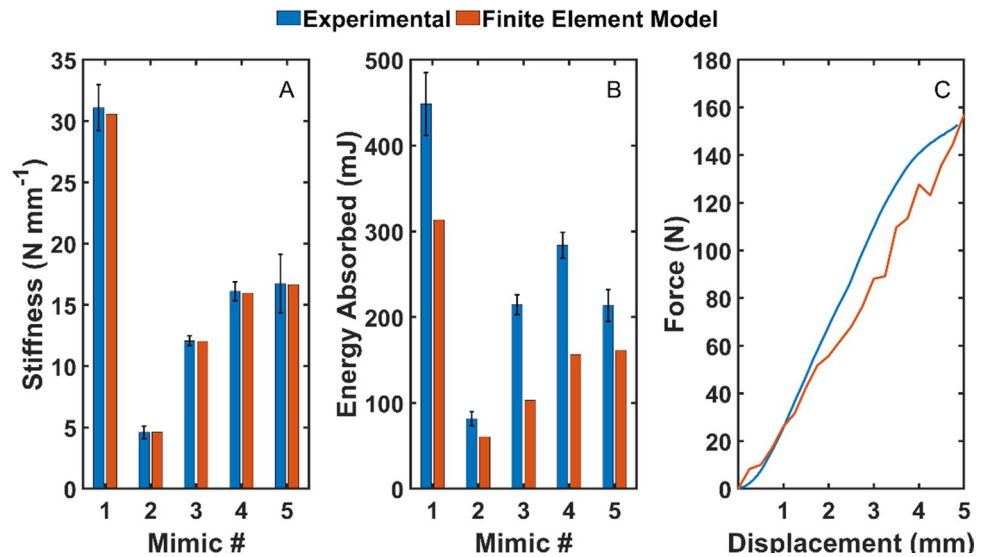 Experimental Finite Element Model
A
Stiffness (N mm⁻¹)
35
30
25
20
15
10
5
0
1 2 3 4 5
Mimic #
B
Energy Absorbed (mJ)
500
400
300
200
100
0
1 2 3 4 5
Mimic #
C
Force (N)
180
160
140
120
100
80
60
40
20
0
1 2 3 4 5
Displacement (mm)